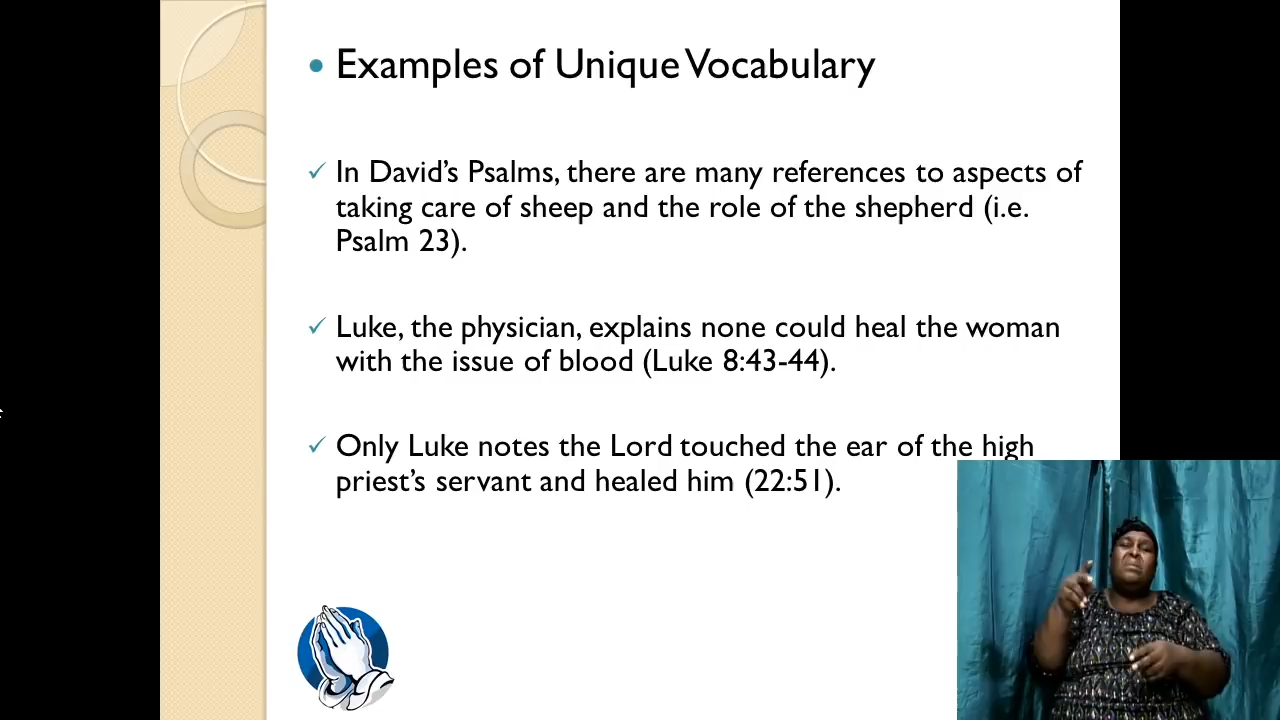 • Examples of Unique Vocabulary
✓ In David’s Psalms, there are many references to aspects of
taking care of sheep and the role of the shepherd (i.e.
Psalm 23).
✓ Luke, the physician, explains none could heal the woman
with the issue of blood (Luke 8:43-44).
✓ Only Luke notes the Lord touched the ear of the high
priest’s servant and healed him (22:51).